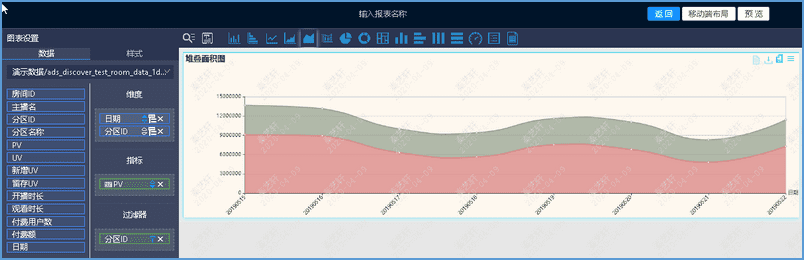 输入报表名称
返 回
移动端布局
预 览
图表设置
数据
样式
演示数据/ads_discover_test_room_data_1d...
房间ID
主播名
分区ID
分区名称
PV
UV
新增UV
留存UV
开播时长
观看时长
付费用户数
付费额
日期
维度
日期
分区ID
指标
PV
过滤器
分区ID
堆叠面积图
15000000
12000000
9000000
6000000
3000000
0
20190515
20190516
20190517
20190518
20190519
20190520
20190521
20190522
日期